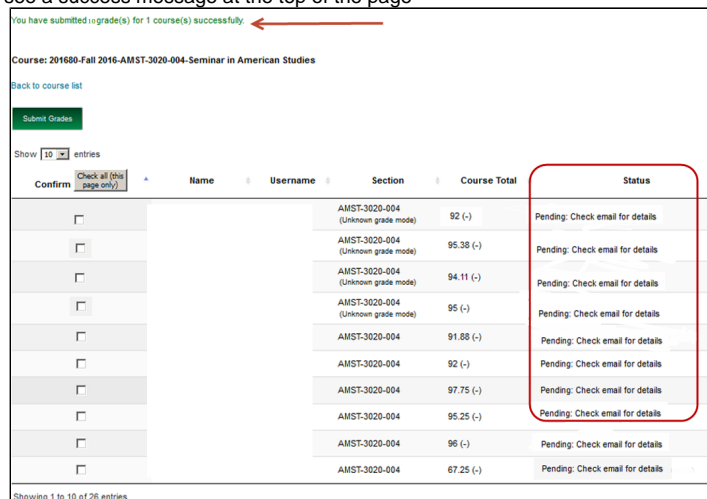 see a success message at the top of the page
You have submitted 10 grade(s) for 1 course(s) successfully.
Course: 201680-Fall 2016-AMST-3020-004-Seminar in American Studies
Back to course list
Submit Grades
Show 10 entries
Confirm Check all (this page only) Name Username Section Course Total Status
AMST-3020-004 (Unknown grade mode) 92 (-) Pending: Check email for details
AMST-3020-004 (Unknown grade mode) 95.38 (-) Pending: Check email for details
AMST-3020-004 (Unknown grade mode) 94.11 (-) Pending: Check email for details
AMST-3020-004 (Unknown grade mode) 95 (-) Pending: Check email for details
AMST-3020-004 91.88 (-) Pending: Check email for details
AMST-3020-004 92 (-) Pending: Check email for details
AMST-3020-004 97.75 (-) Pending: Check email for details
AMST-3020-004 95.25 (-) Pending: Check email for details
AMST-3020-004 96 (-) Pending: Check email for details
AMST-3020-004 67.25 (-) Pending: Check email for details
Showing 1 to 10 of 26 entries